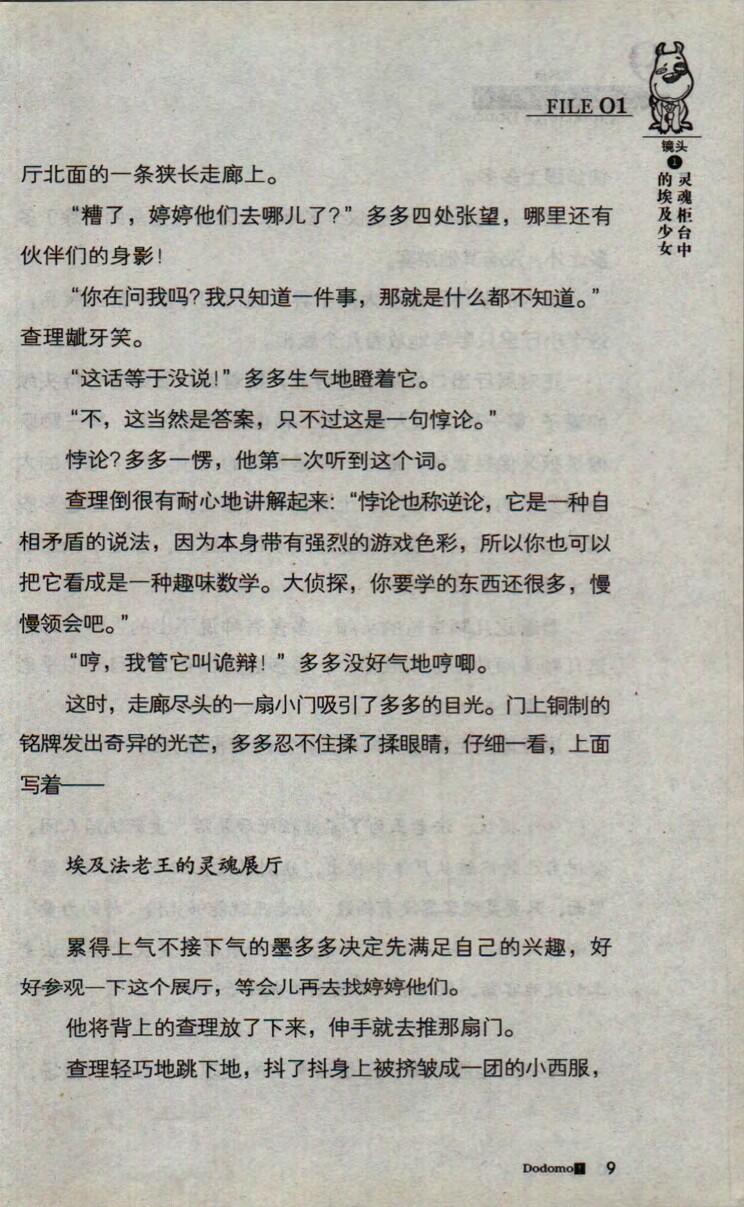 FILE 01
镜头
1
灵魂柜台中
的埃及少女
厅北面的一条狭长走廊上。
“糟了，婷婷他们去哪儿了？”多多四处张望，哪里还有
伙伴们的身影！
“你在问我吗？我只知道一件事，那就是什么都不知道。”
查理龇牙笑。
“这话等于没说！”多多生气地瞪着它。
“不，这当然是答案，只不过这是一句悖论。”
悖论？多多一愣，他第一次听到这个词。
查理倒很有耐心地讲解起来：“悖论也称逆论，它是一种自
相矛盾的说法，因为本身带有强烈的游戏色彩，所以你也可以
把它看成是一种趣味数学。大侦探，你要学的东西还很多，慢
慢领会吧。”
“哼，我管它叫诡辩！”多多没好气地哼唧。
这时，走廊尽头的一扇小门吸引了多多的目光。门上铜制的
铭牌发出奇异的光芒，多多忍不住揉了揉眼睛，仔细一看，上面
写着——
埃及法老王的灵魂展厅
累得上气不接下气的墨多多决定先满足自己的兴趣，好
好参观一下这个展厅，等会儿再去找婷婷他们。
他将背上的查理放了下来，伸手就去推那扇门。
查理轻巧地跳下地，抖了抖身上被挤皱成一团的小西服，
Dodomo! 9